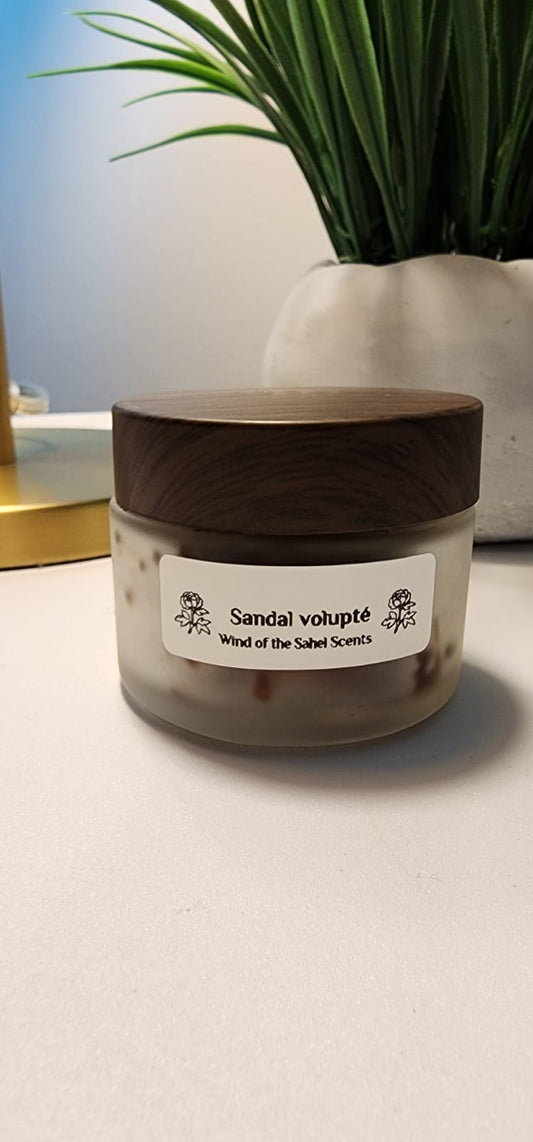 Sandal volupté
Wind of the Sahel Scents